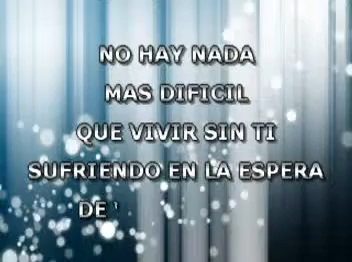 NO HAY NADA
MAS DIFICIL
QUE VIVIR SIN TI
SUFRIENDO EN LA ESPERA
DE